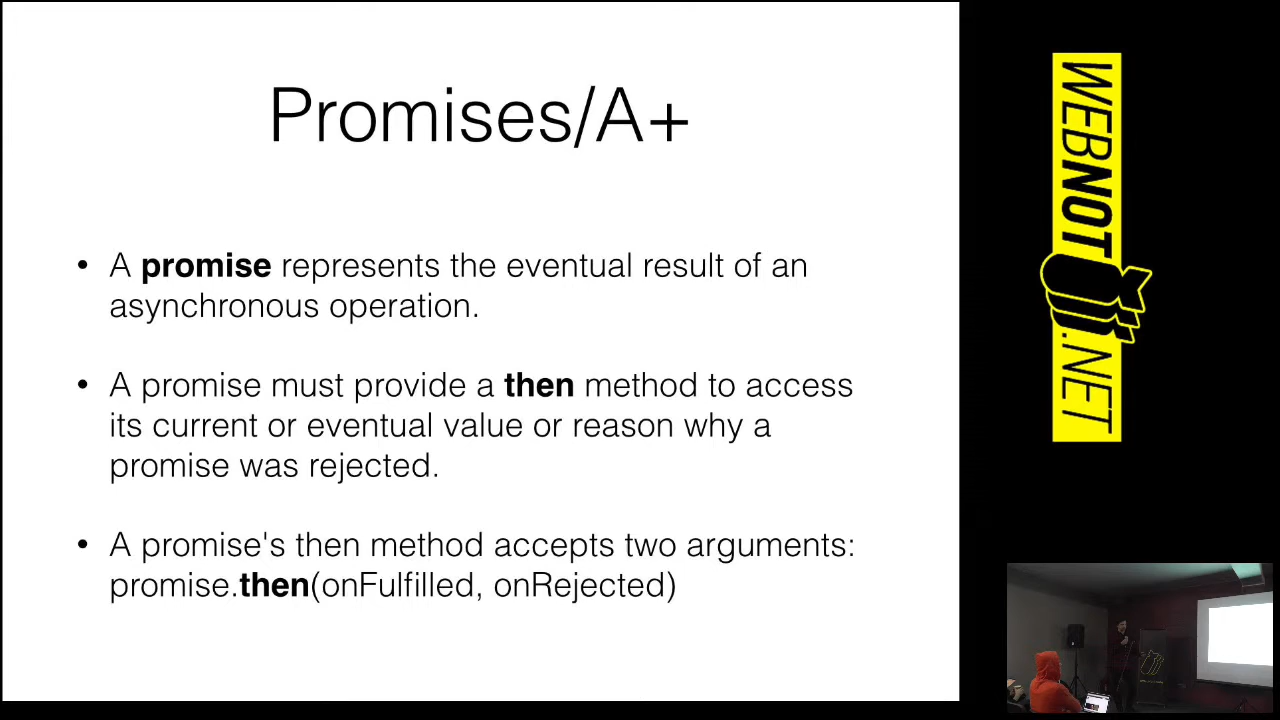 Promises/A+
• A promise represents the eventual result of an
asynchronous operation.
• A promise must provide a then method to access
its current or eventual value or reason why a
promise was rejected.
• A promise's then method accepts two arguments:
promise.then(onFulfilled, onRejected)
WEBNOT
.NET